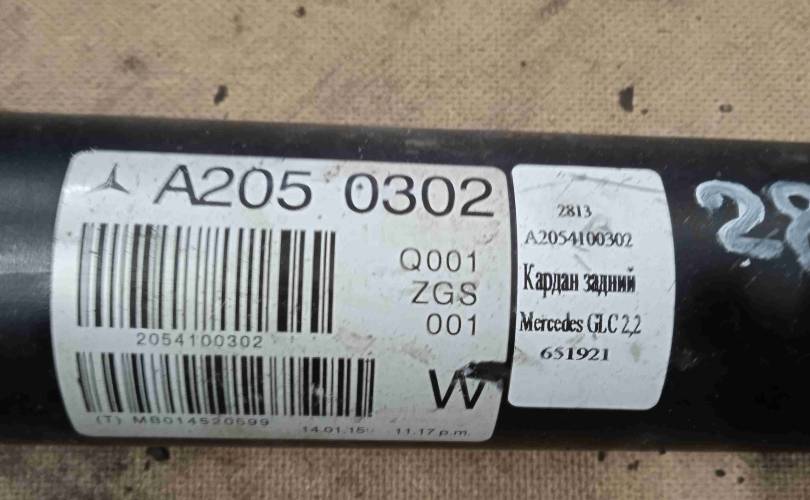 A205 0302
Q001
ZGS
001
2054100302
W
(T) MB014520599
14.01.15 11.17 p.m.
2813
A2054100302
Кардан задний
Mercedes GLC 2,2
651921
28